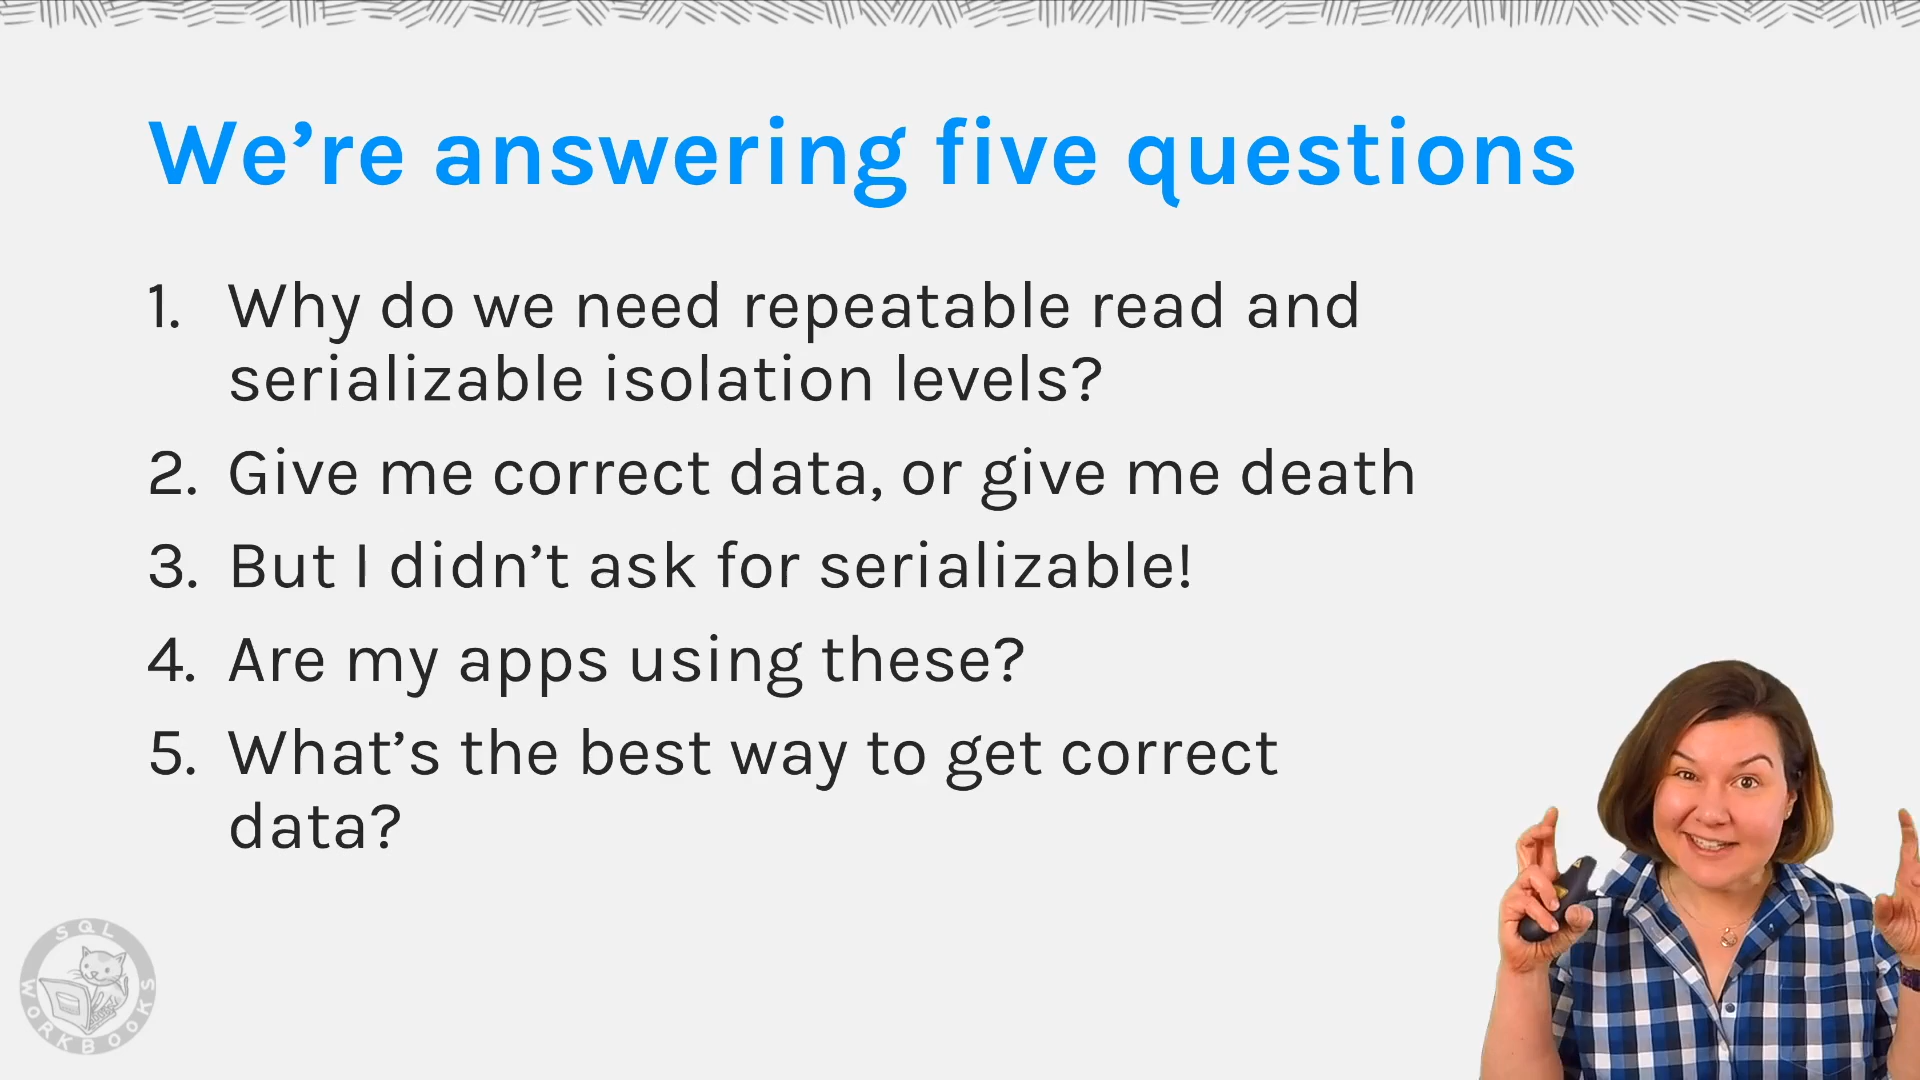 We’re answering five questions
1. Why do we need repeatable read and
serializable isolation levels?
2. Give me correct data, or give me death
3. But I didn’t ask for serializable!
4. Are my apps using these?
5. What’s the best way to get correct
data?
SQL
WORKBOOKS